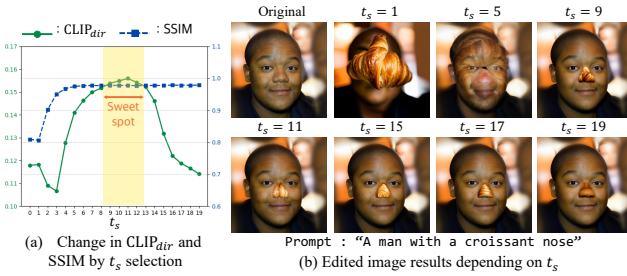 : CLIP_dir : SSIM
0.17
0.16
0.15
0.14
0.13
0.12
0.11
0.10
1.1
1.0
0.9
0.8
0.7
0.6
Sweet
spot
0 1 2 3 4 5 6 7 8 9 10 11 12 13 14 15 16 17 18 19
t_s
(a) Change in CLIP_dir and
SSIM by t_s selection
Original t_s = 1 t_s = 5 t_s = 9
t_s = 11 t_s = 15 t_s = 17 t_s = 19
Prompt : “A man with a croissant nose”
(b) Edited image results depending on t_s